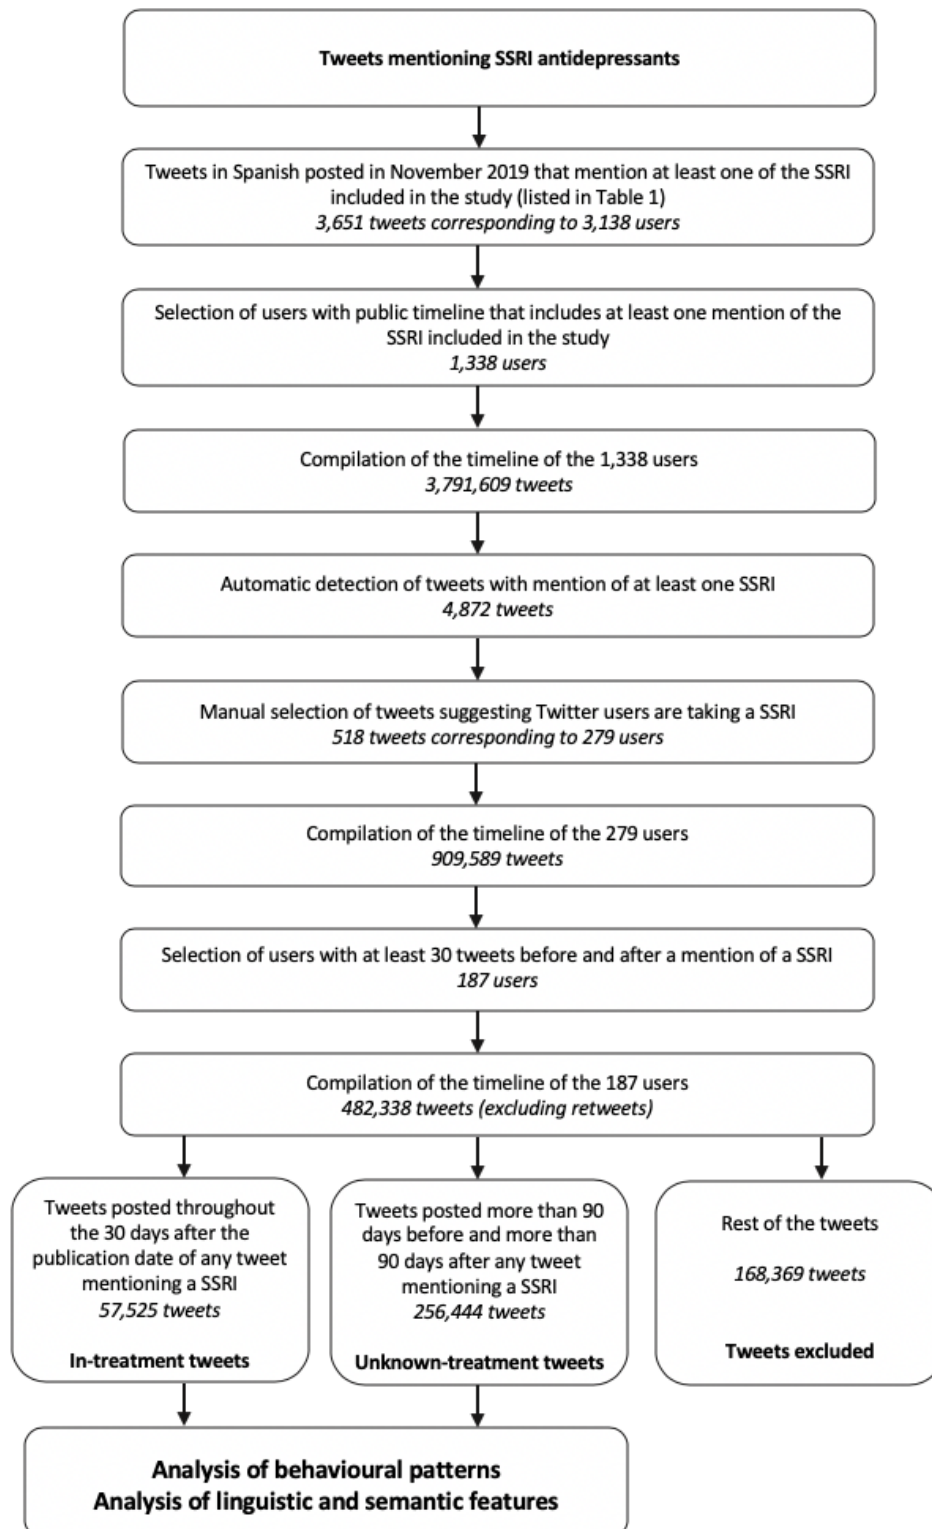 Tweets mentioning SSRI antidepressants
Tweets in Spanish posted in November 2019 that mention at least one of the SSRI
included in the study (listed in Table 1)
3,651 tweets corresponding to 3,138 users
Selection of users with public timeline that includes at least one mention of the
SSRI included in the study
1,338 users
Compilation of the timeline of the 1,338 users
3,791,609 tweets
Automatic detection of tweets with mention of at least one SSRI
4,872 tweets
Manual selection of tweets suggesting Twitter users are taking a SSRI
518 tweets corresponding to 279 users
Compilation of the timeline of the 279 users
909,589 tweets
Selection of users with at least 30 tweets before and after a mention of a SSRI
187 users
Compilation of the timeline of the 187 users
482,338 tweets (excluding retweets)
Tweets posted throughout
the 30 days after the
publication date of any tweet
mentioning a SSRI
57,525 tweets
In-treatment tweets
Tweets posted more than 90
days before and more than
90 days after any tweet
mentioning a SSRI
256,444 tweets
Unknown-treatment tweets
Rest of the tweets
168,369 tweets
Tweets excluded
Analysis of behavioural patterns
Analysis of linguistic and semantic features